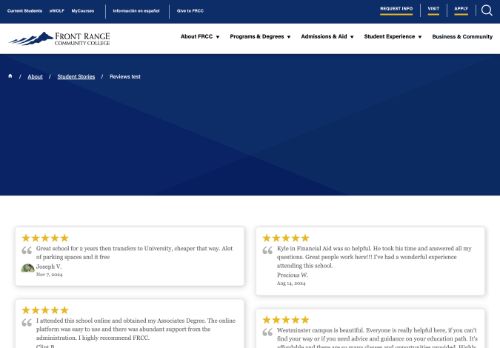 Current Students eWOLF MyCourses Información en español Give to FRCC REQUEST INFO VISIT APPLY
FRONT RANGE
COMMUNITY COLLEGE
About FRCC Programs & Degrees Admissions & Aid Student Experience Business & Community
/ About / Student Stories / Reviews test
Great school for 2 years then transfers to University, cheaper that way. Alot
of parking spaces and it free
Joseph V.
Nov 7, 2024
Kyle in Financial Aid was so helpful. He took his time and answered all my
questions. Great people work here!!! I've had a wonderful experience
attending this school.
Precious W.
Aug 14, 2024
I attended this school online and obtained my Associates Degree. The online
platform was easy to use and there was abundant support from the
administration. I highly recommend FRCC.
Westminster campus is beautiful. Everyone is really helpful here, if you can't
find your way or if you need advice and guidance on your education path. It's